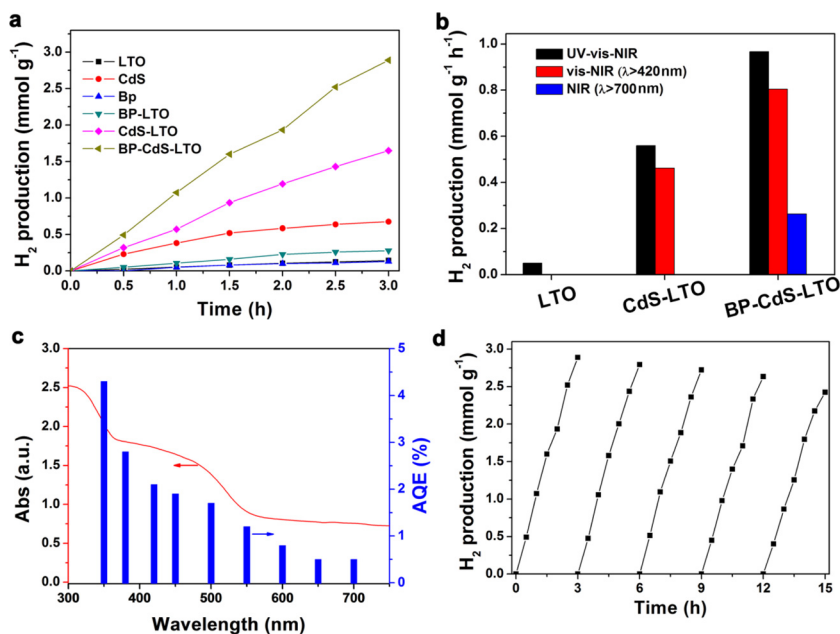 a
H2 production (mmol g-1)
3.0
2.5
2.0
1.5
1.0
0.5
0.0
LTO
CdS
Bp
BP-LTO
CdS-LTO
BP-CdS-LTO
0.0 0.5 1.0 1.5 2.0 2.5 3.0
Time (h)
b
H2 production (mmol g-1 h-1)
1.0
0.8
0.6
0.4
0.2
0.0
UV-vis-NIR
vis-NIR (λ>420nm)
NIR (λ>700nm)
LTO CdS-LTO BP-CdS-LTO
c
Abs (a.u.)
3.0
2.5
2.0
1.5
1.0
0.5
0.0
5
4
3
2
1
0
AQE (%)
300 400 500 600 700
Wavelength (nm)
d
H2 production (mmol g-1)
3.0
2.5
2.0
1.5
1.0
0.5
0.0
0 3 6 9 12 15
Time (h)